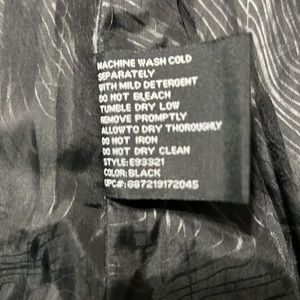 MACHINE WASH COLD
SEPARATELY
WITH MILD DETERGENT
DO NOT BLEACH
TUMBLE DRY LOW
REMOVE PROMPTLY
ALLOW TO DRY THOROUGHLY
DO NOT IRON
DO NOT DRY CLEAN
STYLE: E93321
COLOR: BLACK
UPC#: 887219172045